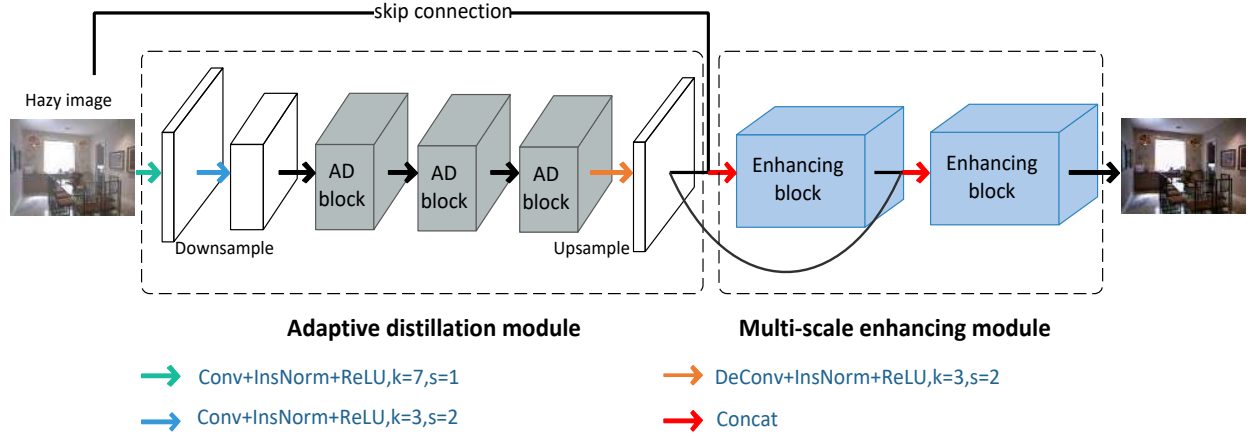 skip connection
Hazy image
AD
block
AD
block
AD
block
Enhancing
block
Enhancing
block
Downsample
Upsample
Adaptive distillation module
Multi-scale enhancing module
Conv+InsNorm+ReLU,k=7,s=1
DeConv+InsNorm+ReLU,k=3,s=2
Conv+InsNorm+ReLU,k=3,s=2
Concat